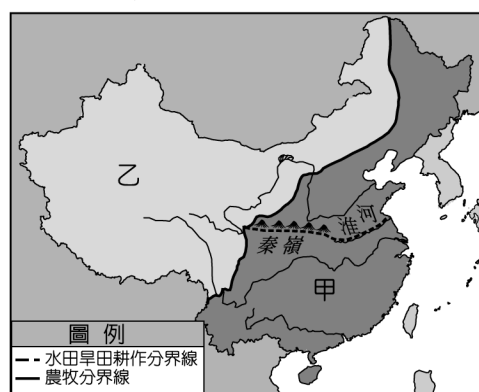 乙
秦嶺
淮河
甲
圖例
水田旱田耕作分界線
農牧分界線